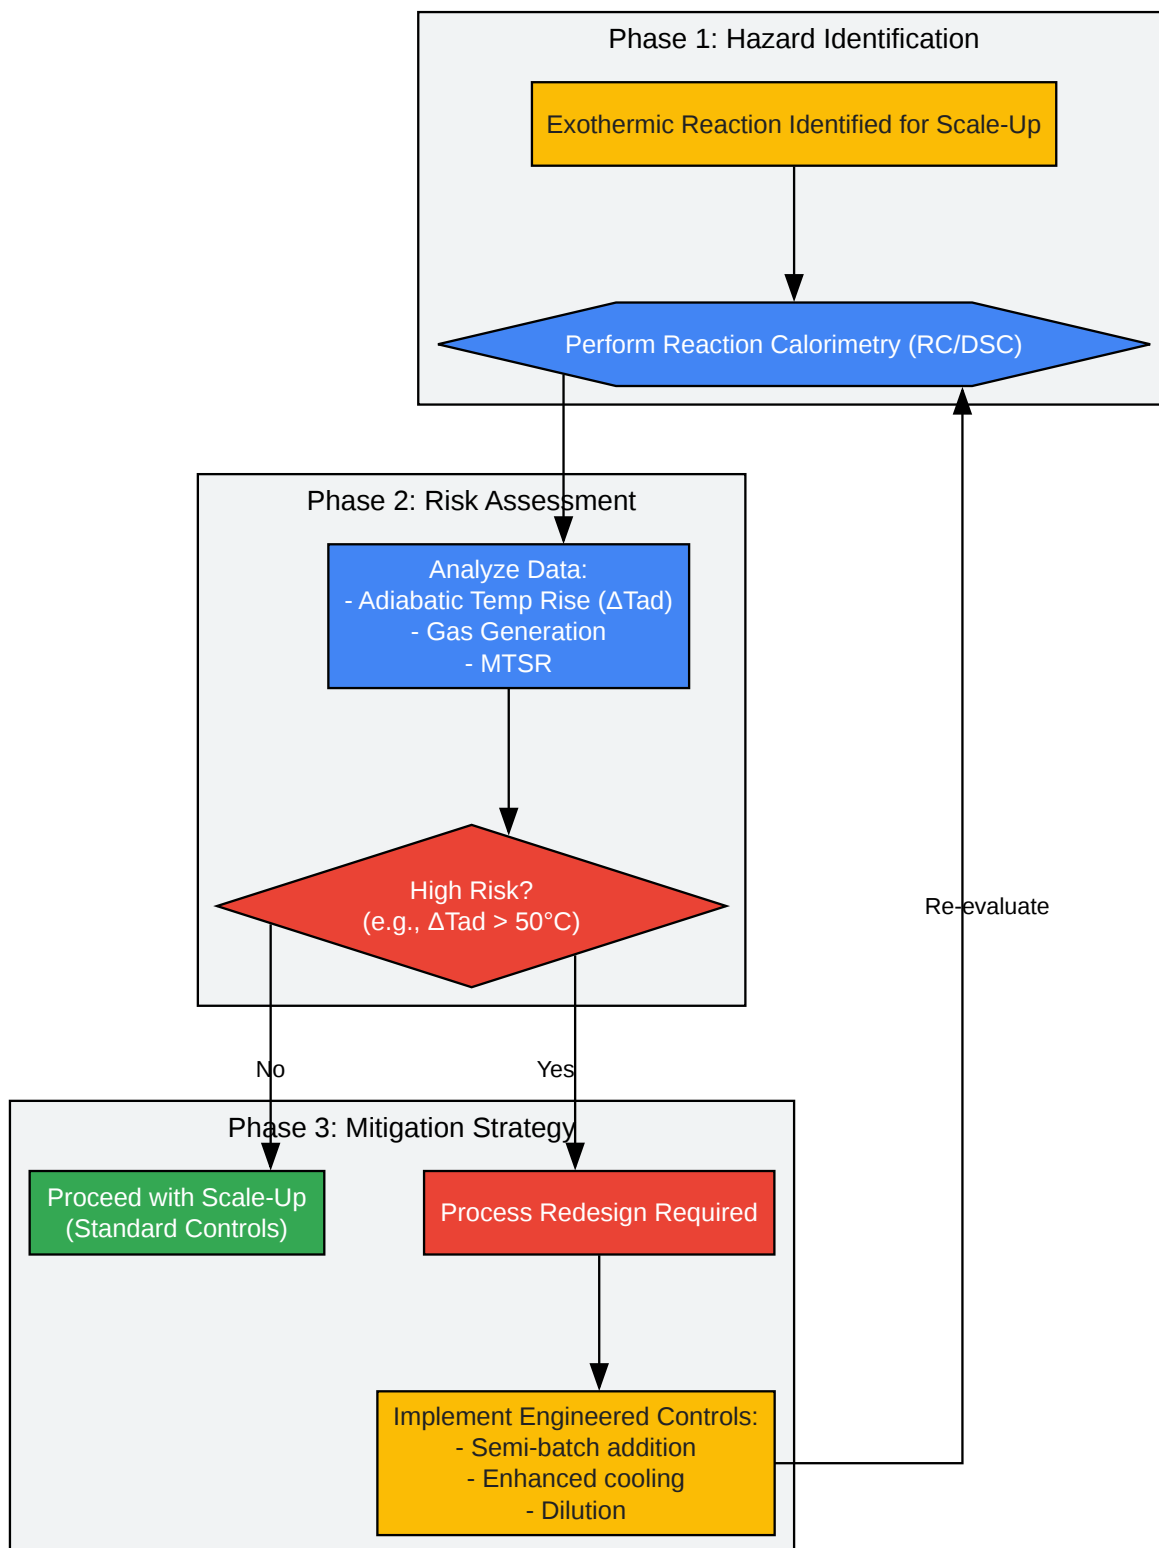 Phase 1: Hazard Identification
Exothermic Reaction Identified for Scale-Up
Perform Reaction Calorimetry (RC/DSC)
Phase 2: Risk Assessment
Analyze Data:
- Adiabatic Temp Rise (ΔTad)
- Gas Generation
- MTSR
High Risk?
(e.g., ΔTad > 50°C)
Re-evaluate
No
Yes
Phase 3: Mitigation Strategy
Proceed with Scale-Up
(Standard Controls)
Process Redesign Required
Implement Engineered Controls:
- Semi-batch addition
- Enhanced cooling
- Dilution